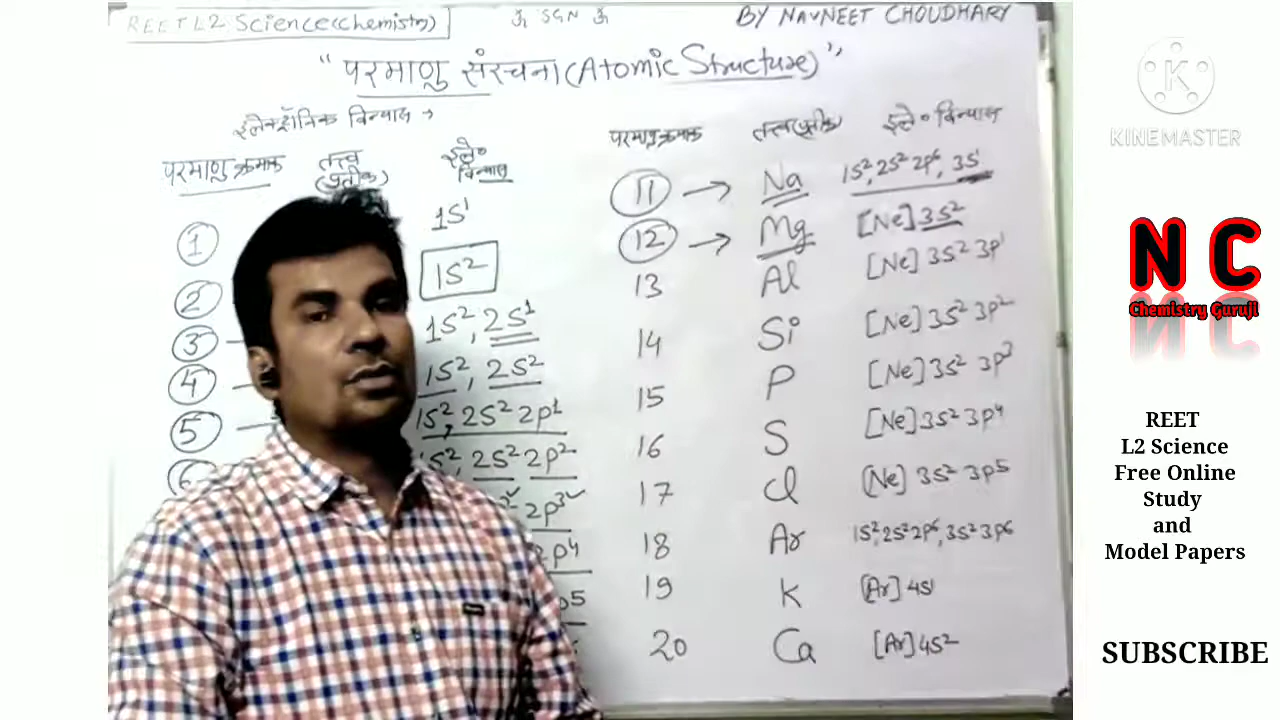 REET L2 Science(chemistry)
ॐ SGN ॐ
BY NAVNEET CHOUDHARY
"परमाणु संरचना (Atomic Structure)"
इलैक्ट्रॉनिक विन्यास →
परमाणु क्रमांक तत्त्व (प्रतीक) इलै० विन्यास
1 1S¹
2 1S²
3 1S², 2S¹
4 1S², 2S²
5 1S², 2S² 2p¹
6 1S², 2S² 2p²
2p³
2p⁴
p⁵
परमाणु क्रमांक तत्त्व(प्रतीक) इलै० विन्यास
11 → Na 1S², 2S² 2p⁶, 3S¹
12 → Mg [Ne] 3S²
13 Al [Ne] 3S² 3p¹
14 Si [Ne] 3S² 3p²
15 P [Ne] 3S² 3p³
16 S [Ne] 3S² 3p⁴
17 Cl [Ne] 3S² 3p⁵
18 Ar 1S², 2S² 2p⁶, 3S² 3p⁶
19 K [Ar] 4S¹
20 Ca [Ar] 4S²
KINEMASTER
NC
Chemistry Guruji
REET
L2 Science
Free Online
Study
and
Model Papers
SUBSCRIBE